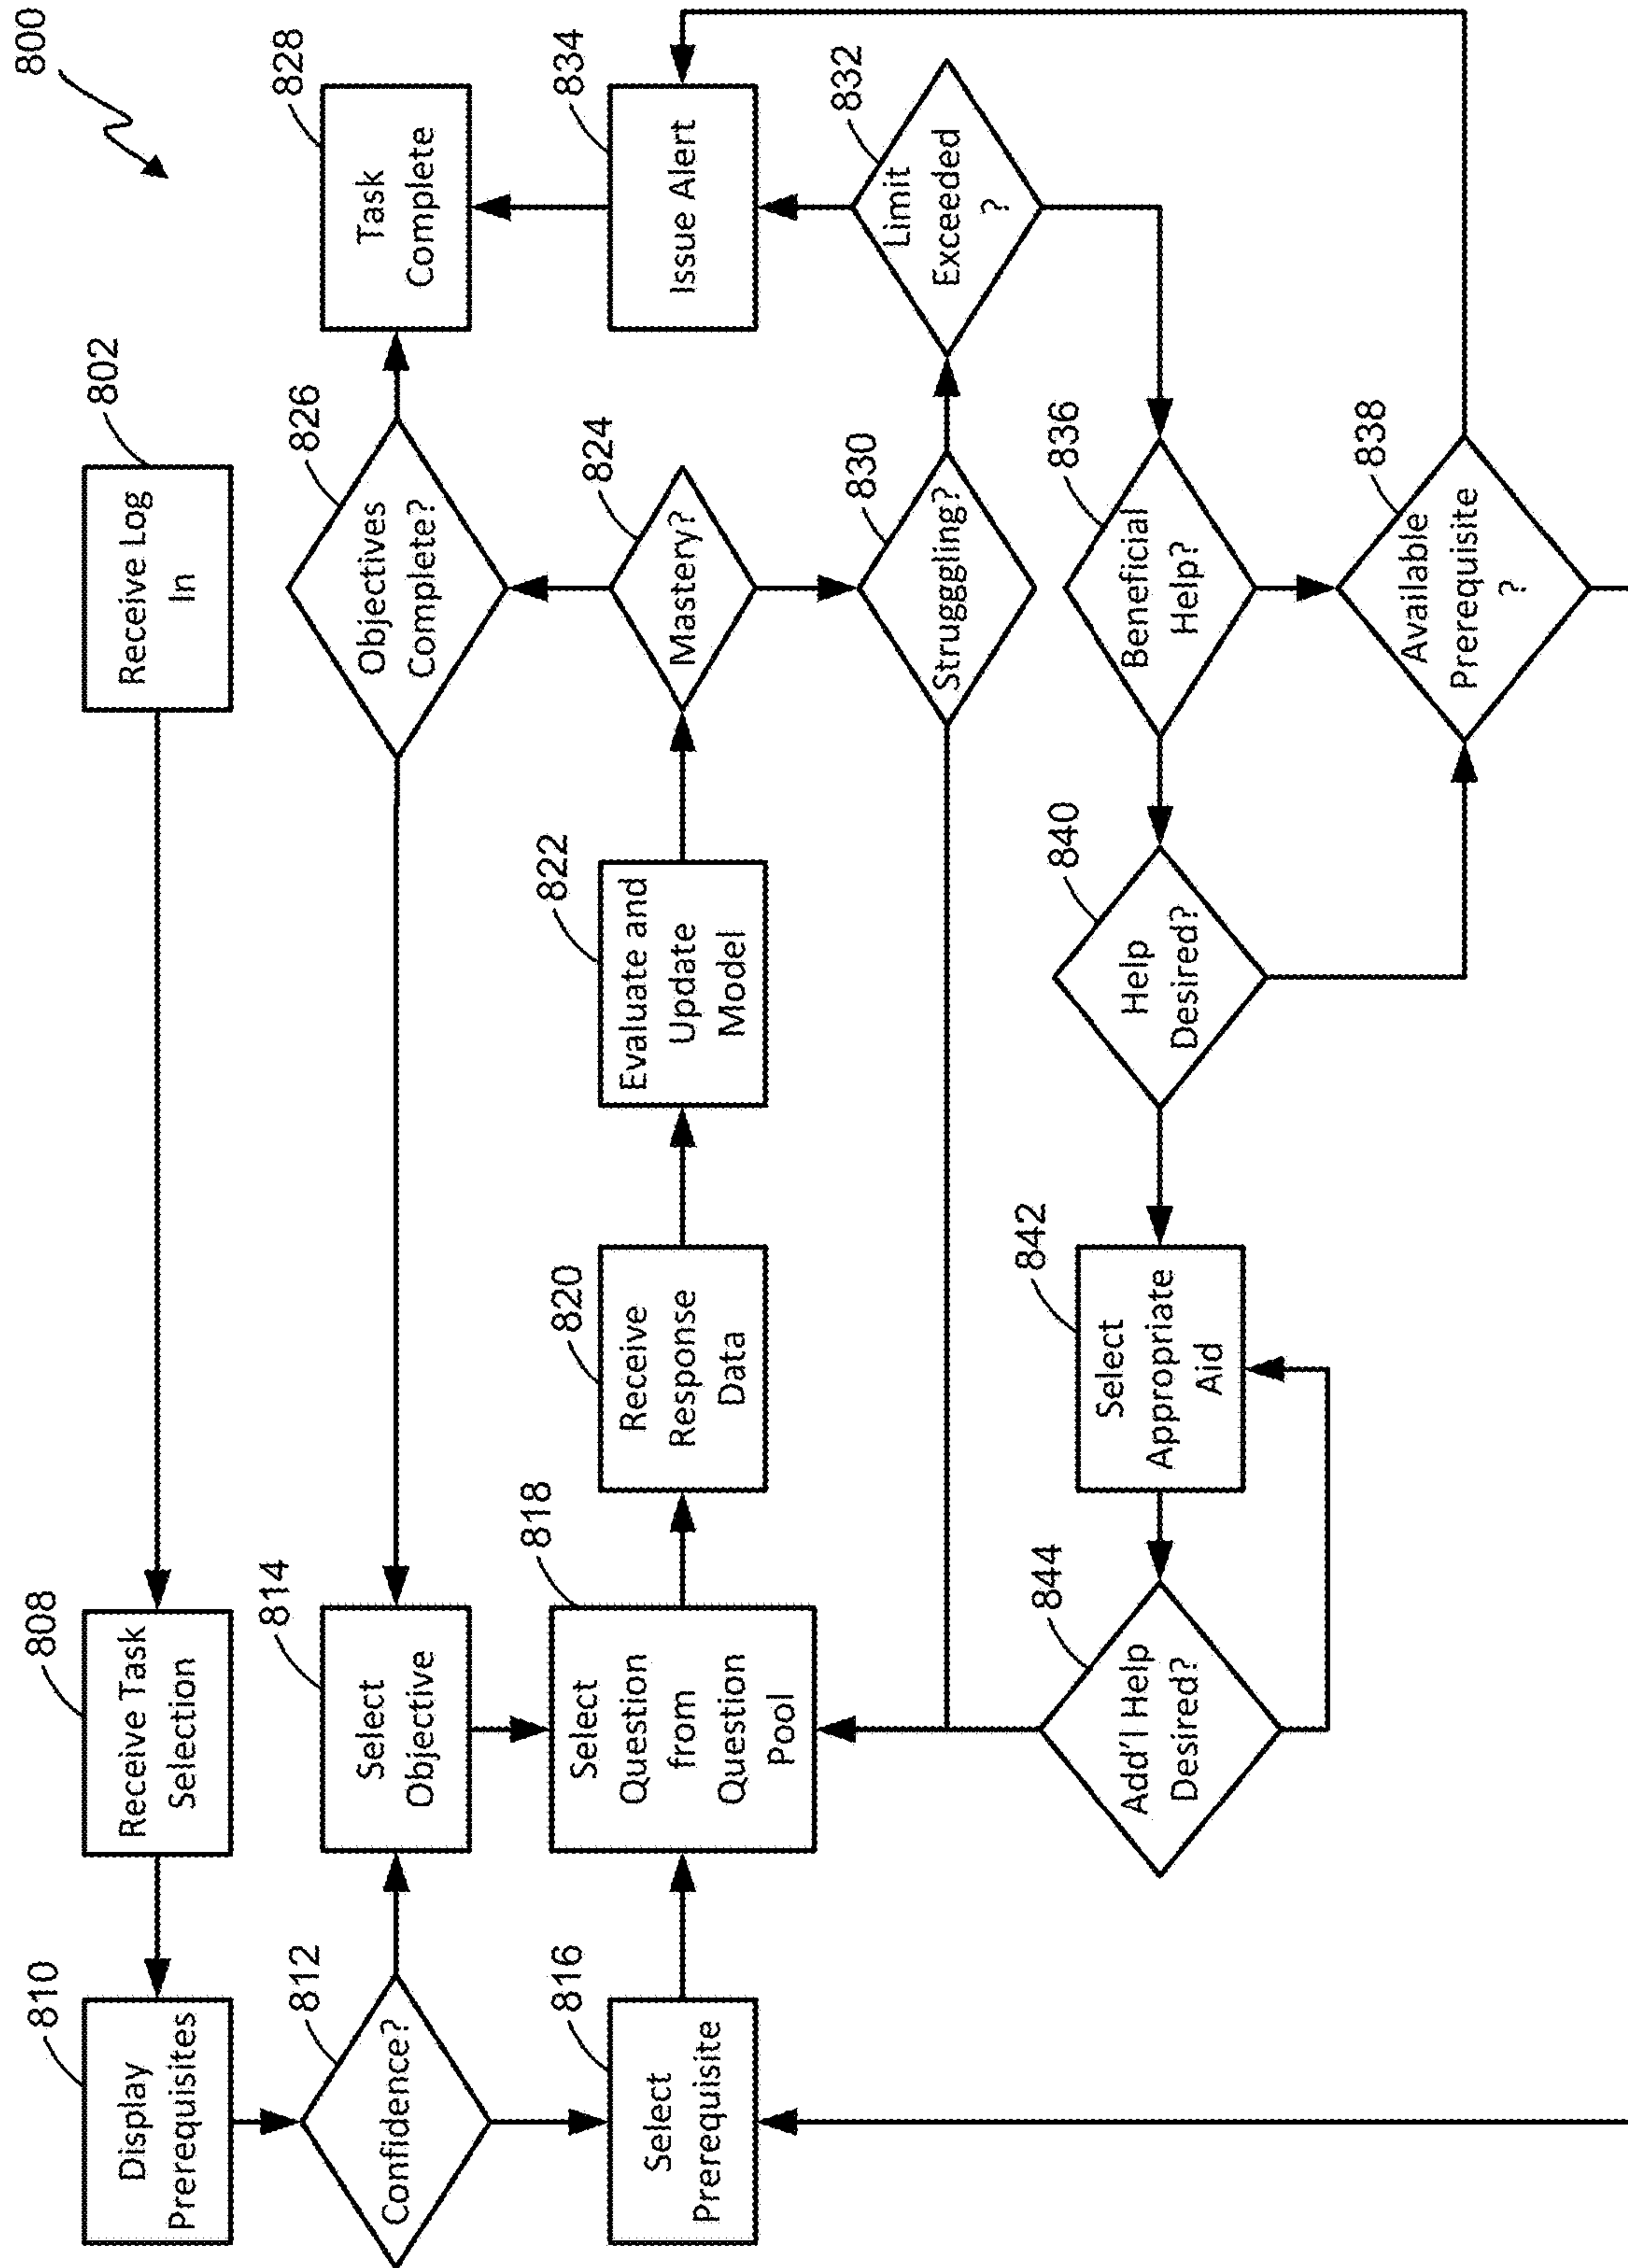 800
802
Receive Log
In
808
Receive Task
Selection
810
Display
Prerequisites
812
Confidence?
814
Select
Objective
816
Select
Prerequisite
818
Select
Question
from
Question
Pool
820
Receive
Response
Data
822
Evaluate and
Update
Model
824
Mastery?
826
Objectives
Complete?
828
Task
Complete
830
Strugggling?
832
Limit
Exceeded
?
834
Issue Alert
836
Beneficial
Help?
838
Available
Prerequisite
?
840
Help
Desired?
842
Select
Appropriate
Aid
844
Add'l Help
Desired?